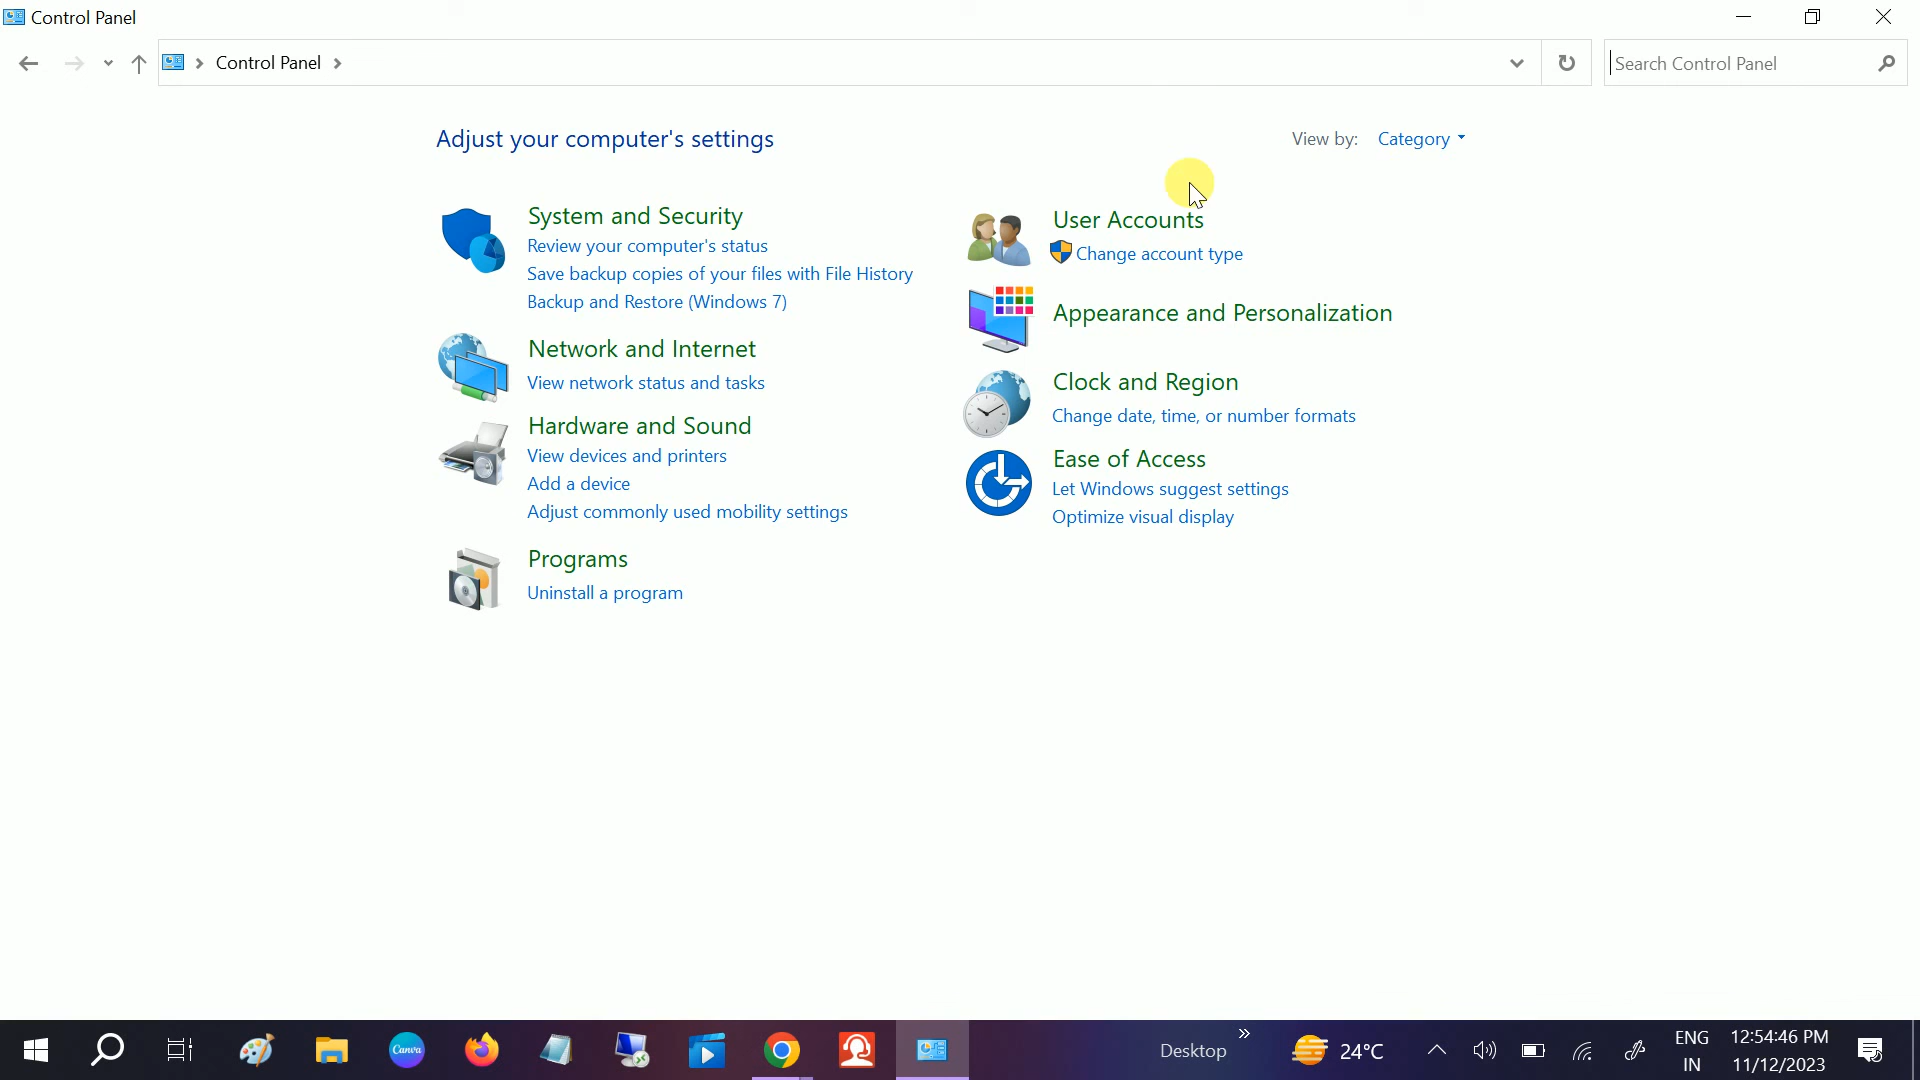 Control Panel
Control Panel
Search Control Panel
Adjust your computer's settings
View by: Category
System and Security
Review your computer's status
Save backup copies of your files with File History
Backup and Restore (Windows 7)
Network and Internet
View network status and tasks
Hardware and Sound
View devices and printers
Add a device
Adjust commonly used mobility settings
Programs
Uninstall a program
User Accounts
Change account type
Appearance and Personalization
Clock and Region
Change date, time, or number formats
Ease of Access
Let Windows suggest settings
Optimize visual display
Canva
Desktop
24°C
ENG
IN
12:54:46 PM
11/12/2023